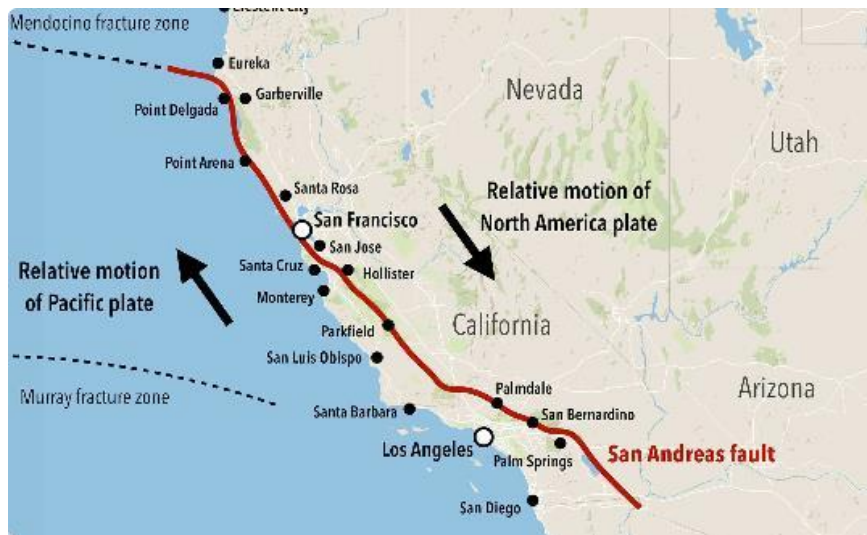 Crescent City
Mendocino fracture zone
Eureka
Garberville
Point Delgada
Nevada
Utah
Point Arena
Santa Rosa
Relative motion of
North America plate
San Francisco
San Jose
Santa Cruz
Hollister
Relative motion
of Pacific plate
Monterey
Parkfield
California
San Luis Obispo
Murray fracture zone
Palmdale
Arizona
Santa Barbara
San Bernardino
Los Angeles
Palm Springs
San Andreas fault
San Diego